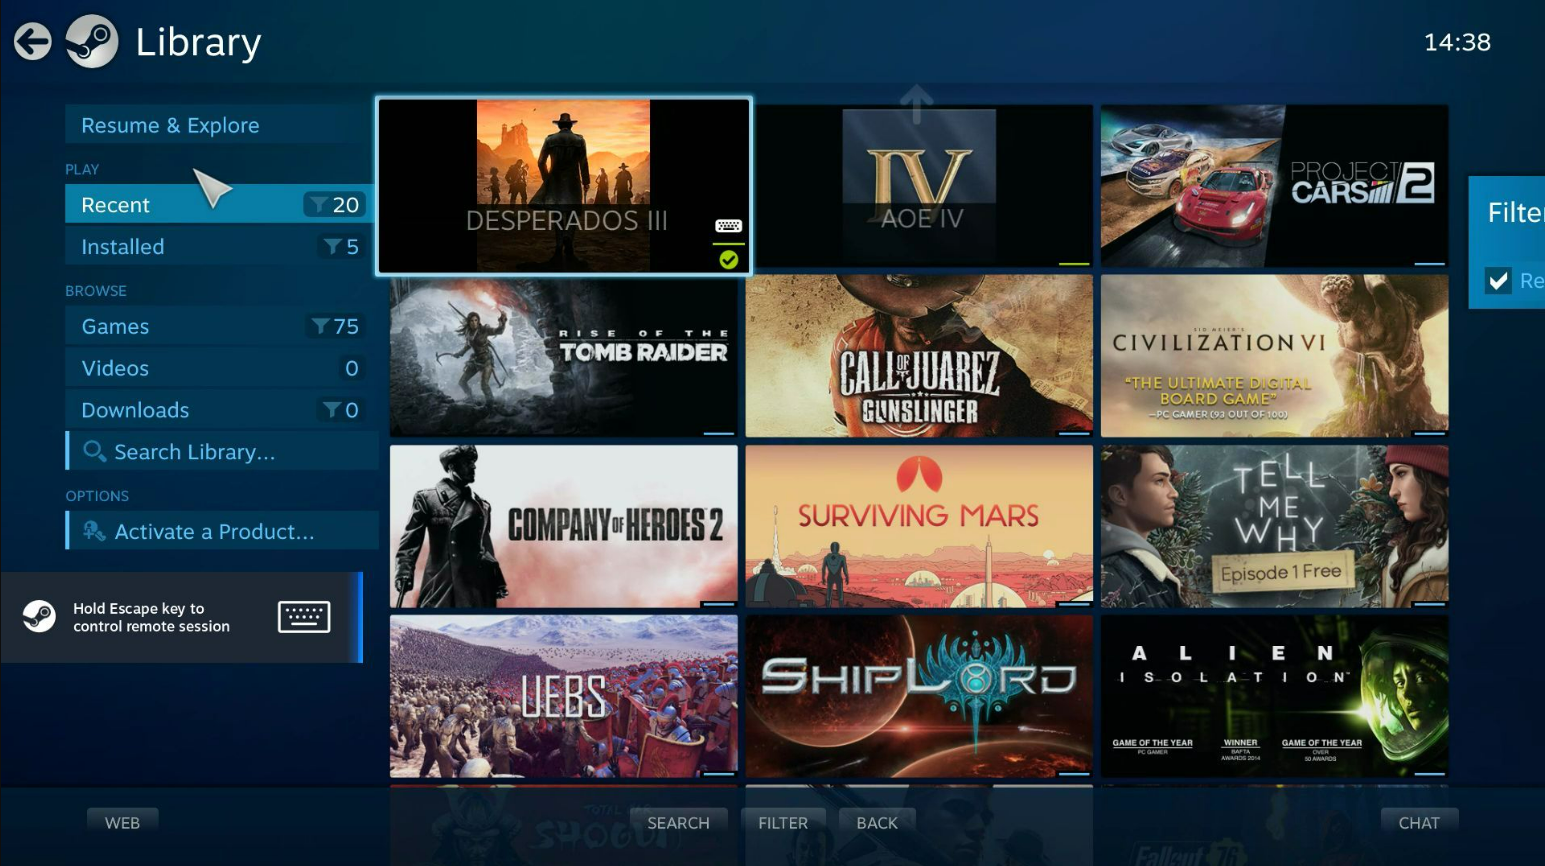 Library
14:38
Resume & Explore
PLAY
Recent
20
Installed
5
BROWSE
Games
75
Videos
0
Downloads
0
Search Library...
OPTIONS
Activate a Product...
Hold Escape key to
control remote session
DESPERADOS III
IV
AOE IV
PROJECT
CARS 2
Filte
Re
RISE OF THE
TOMB RAIDER
CALL OF JUAREZ
GUNSLINGER
SID MEIER'S
CIVILIZATION VI
"THE ULTIMATE DIGITAL
BOARD GAME"
—PC GAMER (93 OUT OF 100)
COMPANY OF HEROES 2
SURVIVING MARS
TELL
ME
WHY
Episode 1 Free
UEBS
SHIPLORD
ALIEN
ISOLATION
GAME OF THE YEAR
PC GAMER
WINNER
BAFTA
AWARDS 2014
GAME OF THE YEAR
OVER
50 AWARDS
TOTAL WAR
SHOGU
Fallout 76
WEB
SEARCH
FILTER
BACK
CHAT